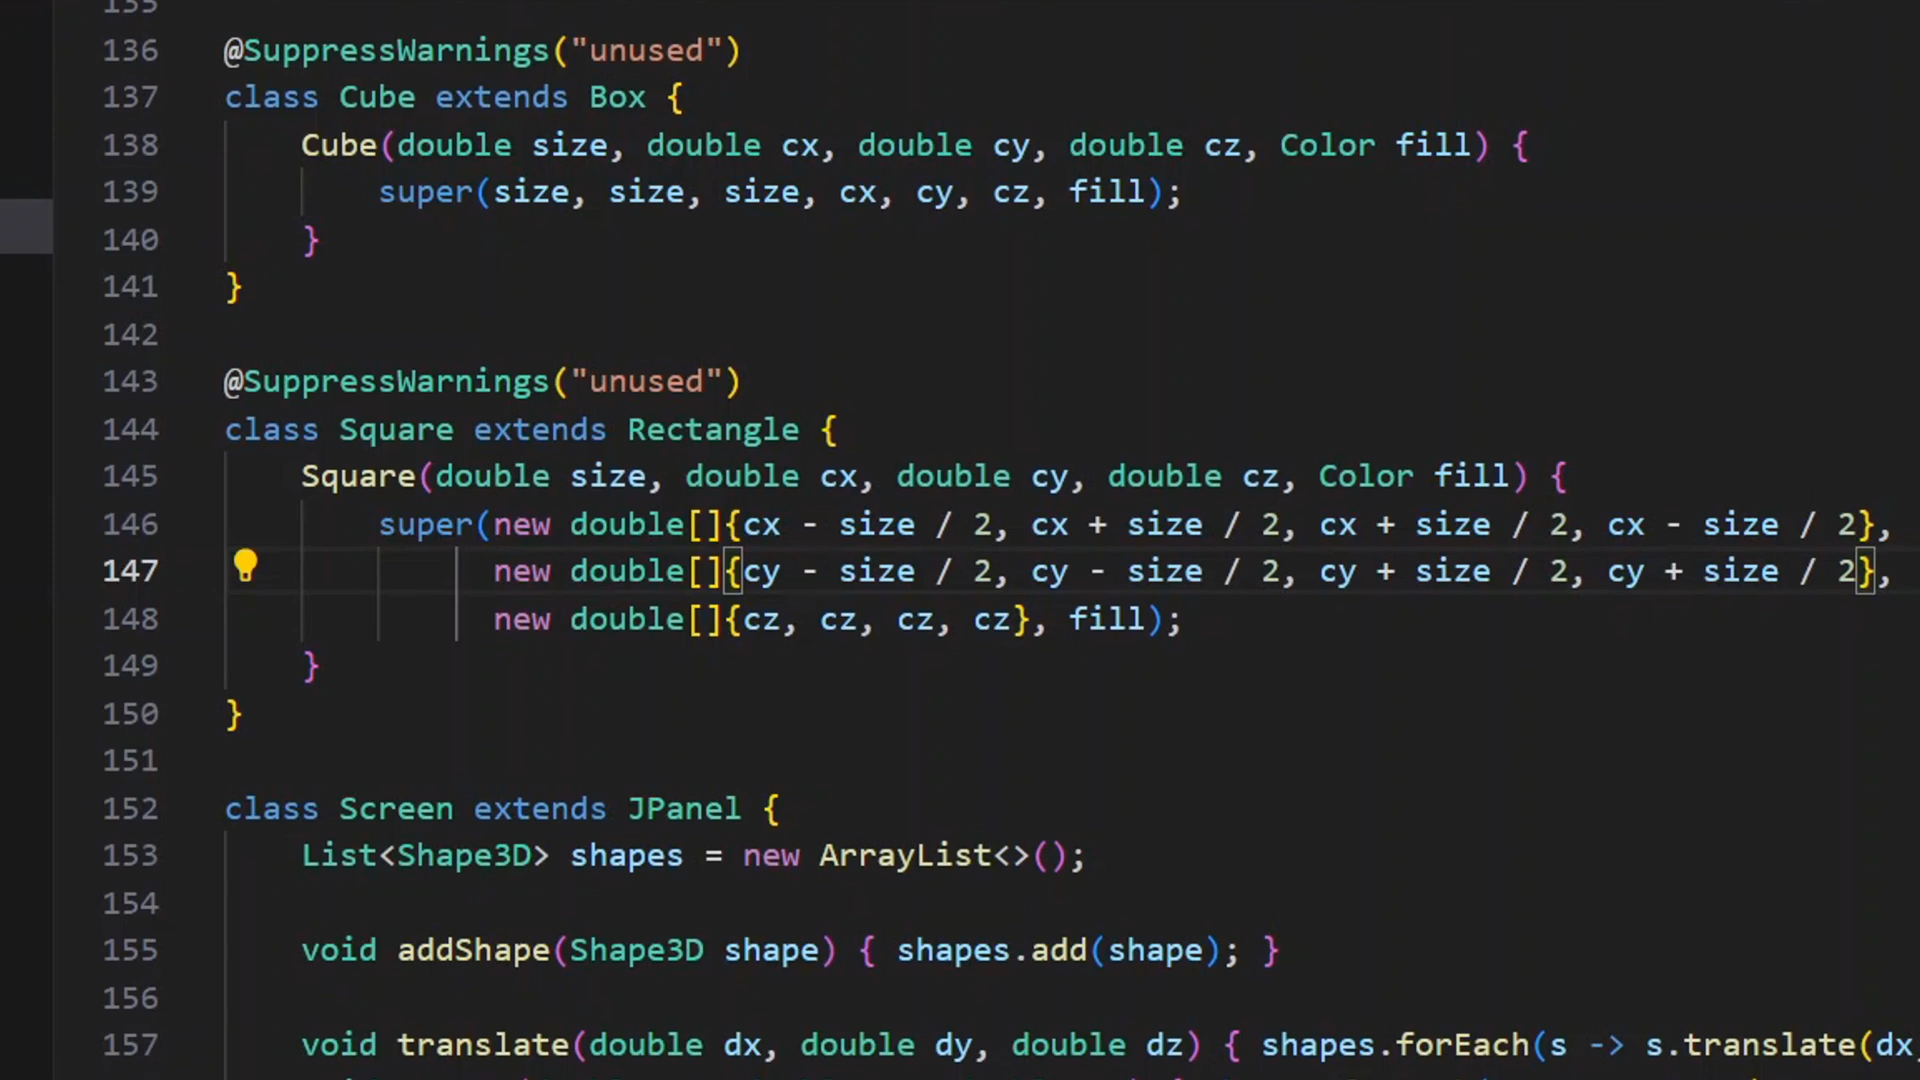 135
136 @SuppressWarnings("unused")
137 class Cube extends Box {
138 Cube(double size, double cx, double cy, double cz, Color fill) {
139 super(size, size, size, cx, cy, cz, fill);
140 }
141 }
142
143 @SuppressWarnings("unused")
144 class Square extends Rectangle {
145 Square(double size, double cx, double cy, double cz, Color fill) {
146 super(new double[]{cx - size / 2, cx + size / 2, cx + size / 2, cx - size / 2},
147 new double[]{cy - size / 2, cy - size / 2, cy + size / 2, cy + size / 2},
148 new double[]{cz, cz, cz, cz}, fill);
149 }
150 }
151
152 class Screen extends JPanel {
153 List<Shape3D> shapes = new ArrayList<>();
154
155 void addShape(Shape3D shape) { shapes.add(shape); }
156
157 void translate(double dx, double dy, double dz) { shapes.forEach(s -> s.translate(dx,